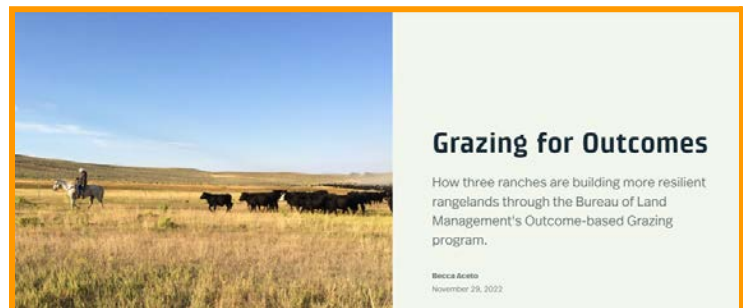 Grazing for Outcomes
How three ranches are building more resilient
rangelands through the Bureau of Land
Management's Outcome-based Grazing
program.
Becca Aceto
November 29, 2022